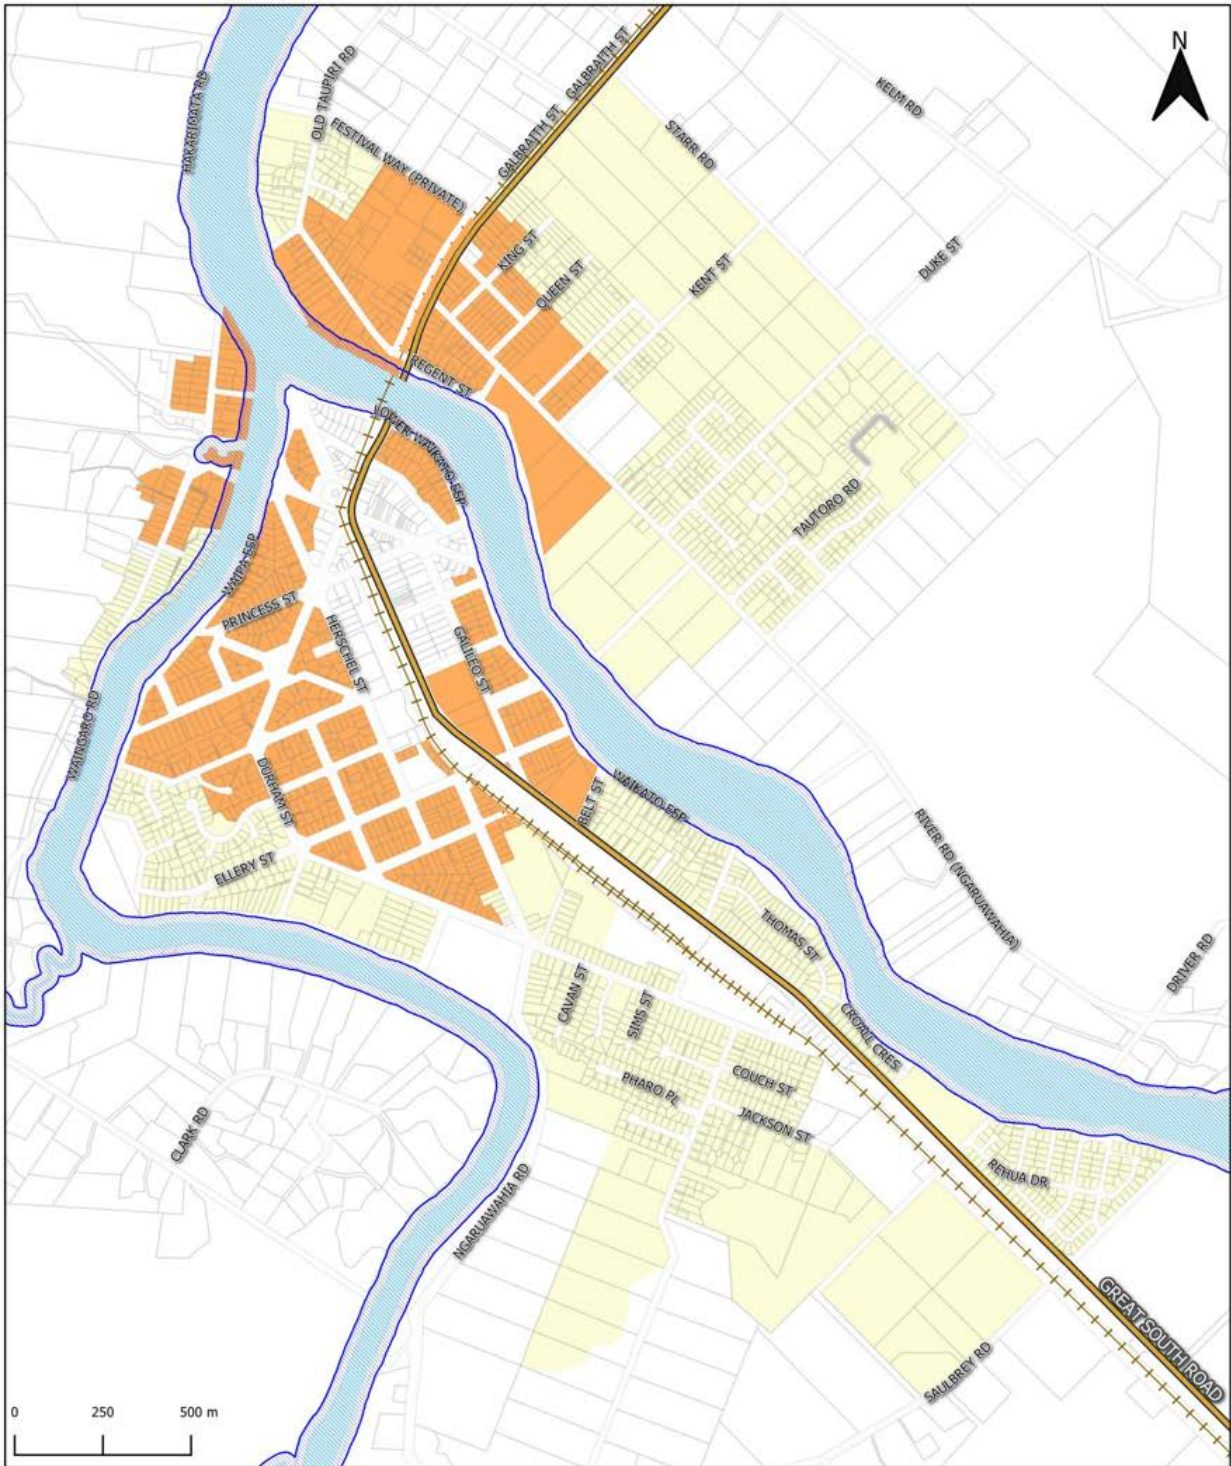 N
GALBRAITH ST
HAKARIMATA RD
OLD TAUPIRI RD
KELM RD
FESTIVAL WAY (PRIVATE)
GALBRAITH ST
STARR RD
KING ST
QUEEN ST
KENT ST
DUKE ST
REGENT ST
LOWER WAIKATO ESP
TAUTORO RD
WAIPA ESP
PRINCESS ST
HERSCHEL ST
GALILEO ST
WAINGARO RD
DURHAM ST
BELT ST
WAIKATO ESP
ELLERY ST
RIVER RD (NGARUAWAHIA)
THOMAS ST
DRIVER RD
CAVAN ST
SIMS ST
CROALL CRES
PHARO PL
COUCH ST
JACKSON ST
CLARK RD
REHUA DR
NGARUAWAHIA RD
GREAT SOUTH ROAD
SAULBREY RD
0 250 500 m